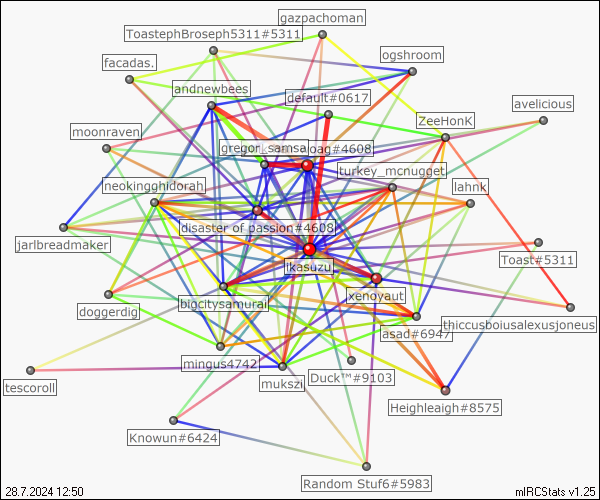 gazpachoman
ToastephBroseph5311#5311
ogshroom
facadas.
andnewbees
default#0617
avelicious
ZeeHonK
moonraven
gregor_samsa
oag#4608
turkey_mcnugget
neokingghidorah
lahnk
disaster of passion#4608
jarlbreadmaker
Toast#5311
ikasuzu
xenoyaut
bigcitysamurai
doggerdig
thiccusboiusalexusjoneus
asad#6947
mingus4742
Duck™#9103
mukszi
tescoroll
Heighleaigh#8575
Knowun#6424
Random Stuf6#5983
28.7.2024 12:50
mIRCStats v1.25